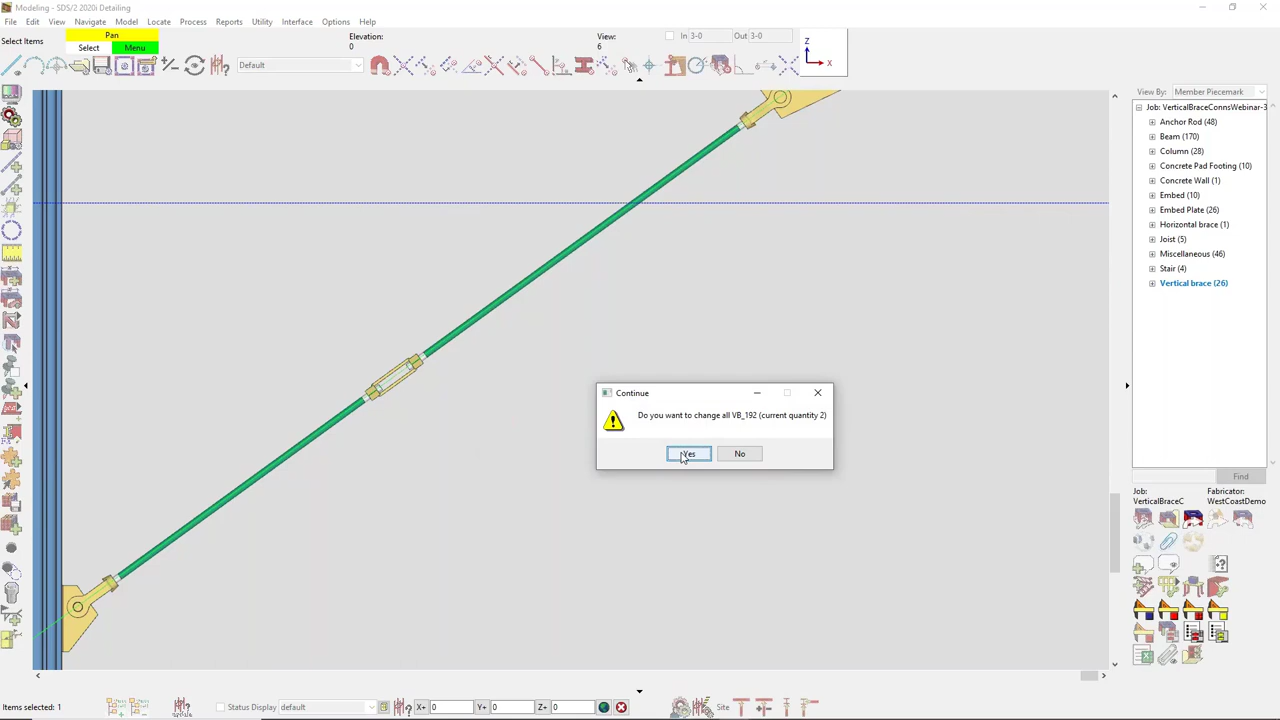 Modeling - SDS/2 2020i Detailing
File Edit View Navigate Model Locate Process Reports Utility Interface Options Help
Select Items
Pan
Select Menu
Elevation:
0
View:
6
In 3-0 Out 3-0
Default
Z
X
View By: Member Piecemark
Job: VerticalBraceConnsWebinar-3
Anchor Rod (48)
Beam (170)
Column (28)
Concrete Pad Footing (10)
Concrete Wall (1)
Embed (10)
Embed Plate (26)
Horizontal brace (1)
Joist (5)
Miscellaneous (46)
Stair (4)
Vertical brace (26)
Continue
Do you want to change all VB_192 (current quantity 2)
Yes No
Find
Job: Fabricator:
VerticalBraceC WestCoastDemo
Items selected: 1
Status Display default
X+ 0 Y+ 0 Z+ 0
Site